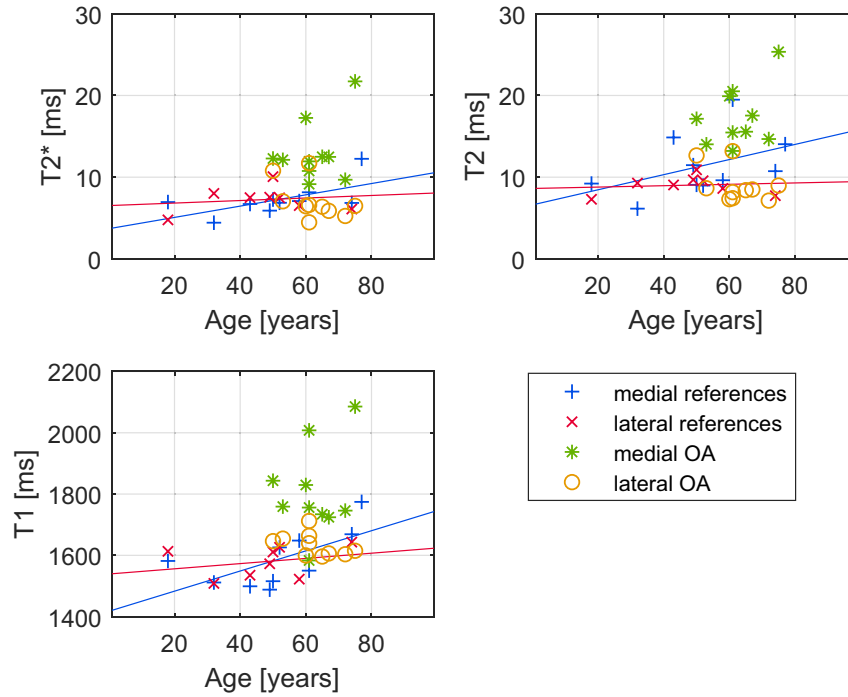 30
20
10
0
T2* [ms]
20 40 60 80
Age [years]
30
20
10
0
T2 [ms]
20 40 60 80
Age [years]
2200
2000
1800
1600
1400
T1 [ms]
20 40 60 80
Age [years]
medial references
lateral references
medial OA
lateral OA